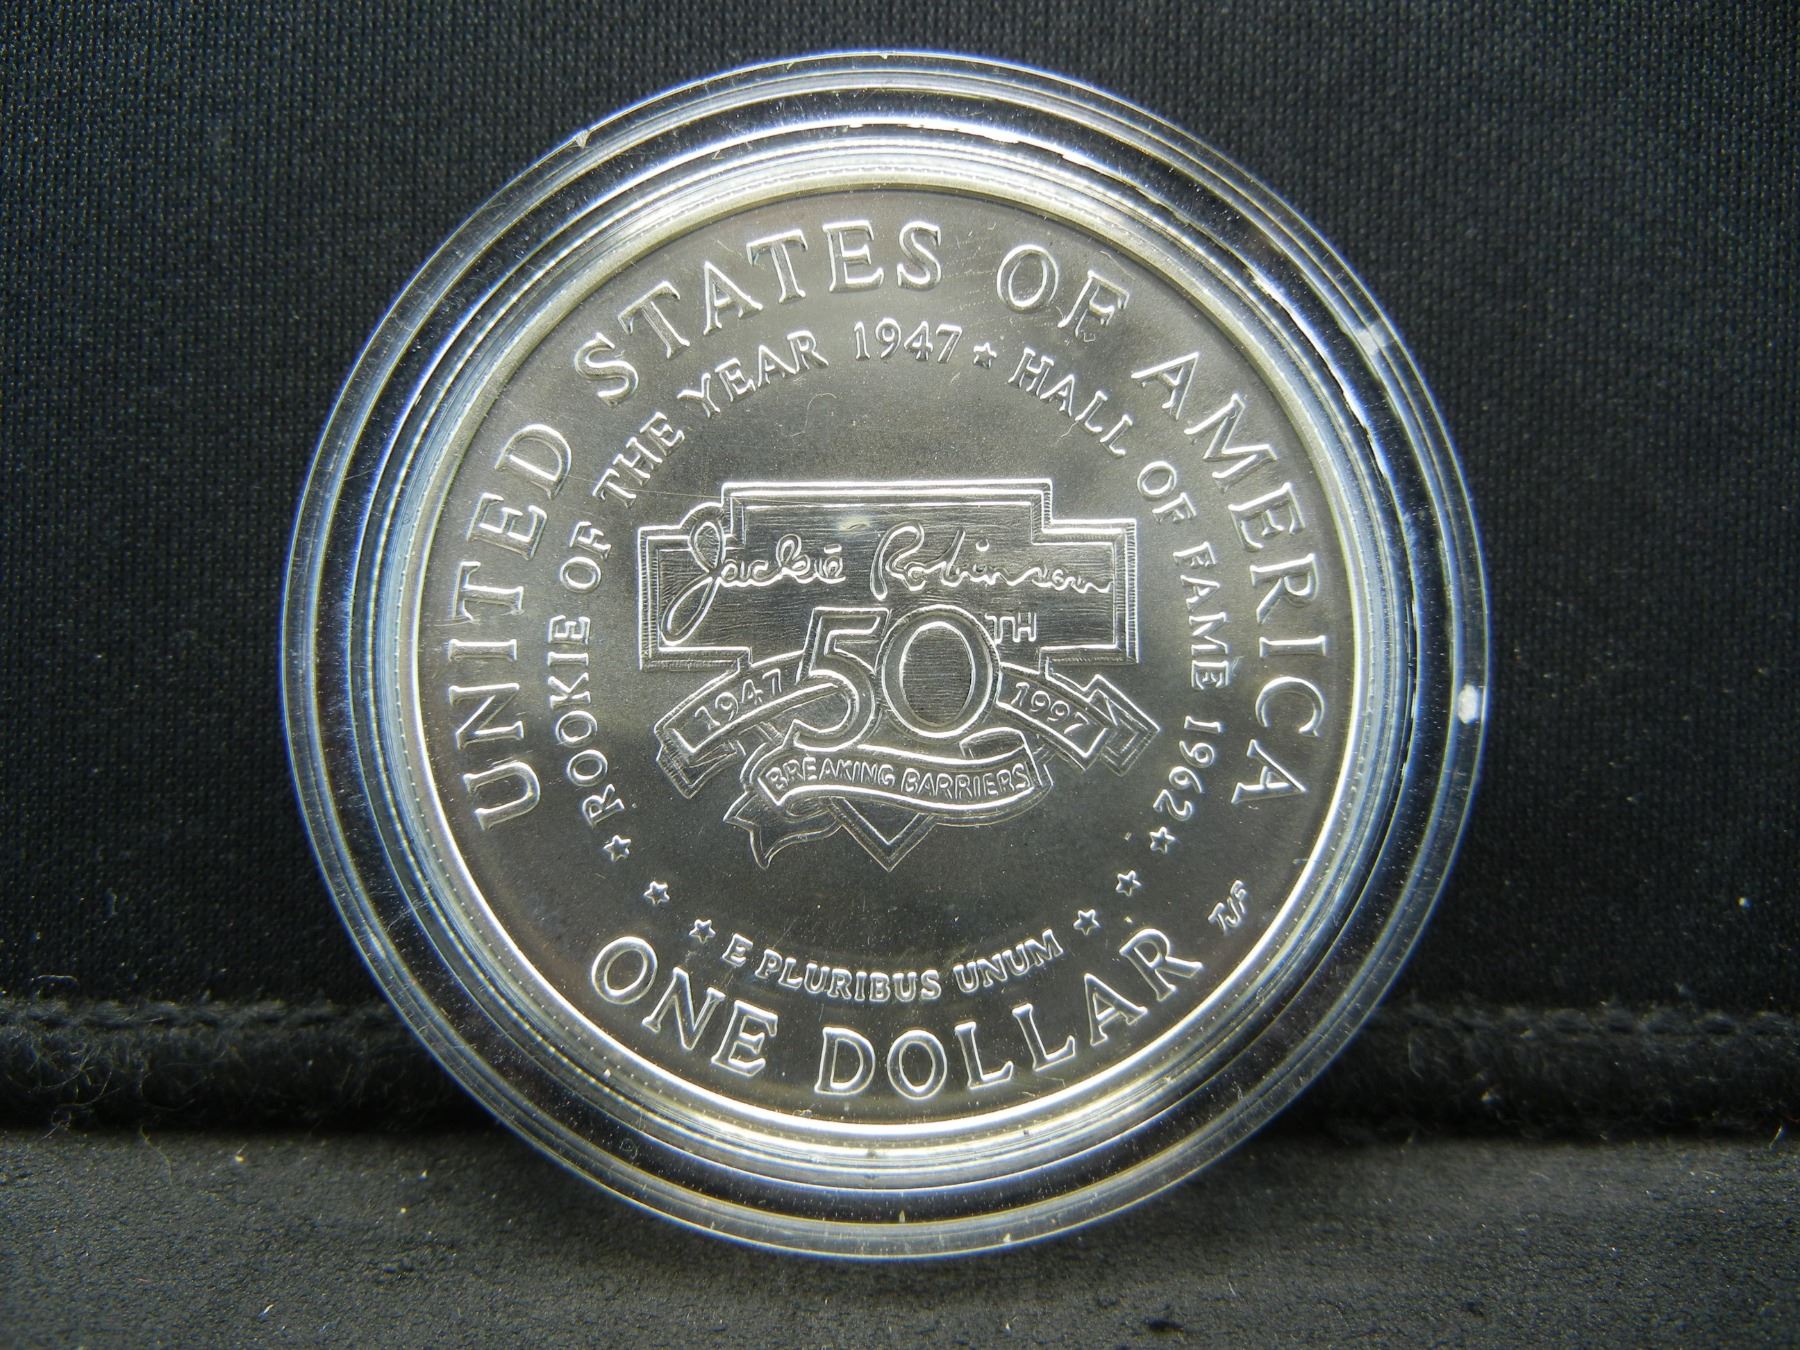 UNITED STATES OF AMERICA
ROOKIE OF THE YEAR 1947 ★ HALL OF FAME 1962
Jackie Robinson
50TH
1947 1997
BREAKING BARRIERS
E PLURIBUS UNUM
ONE DOLLAR
TJF